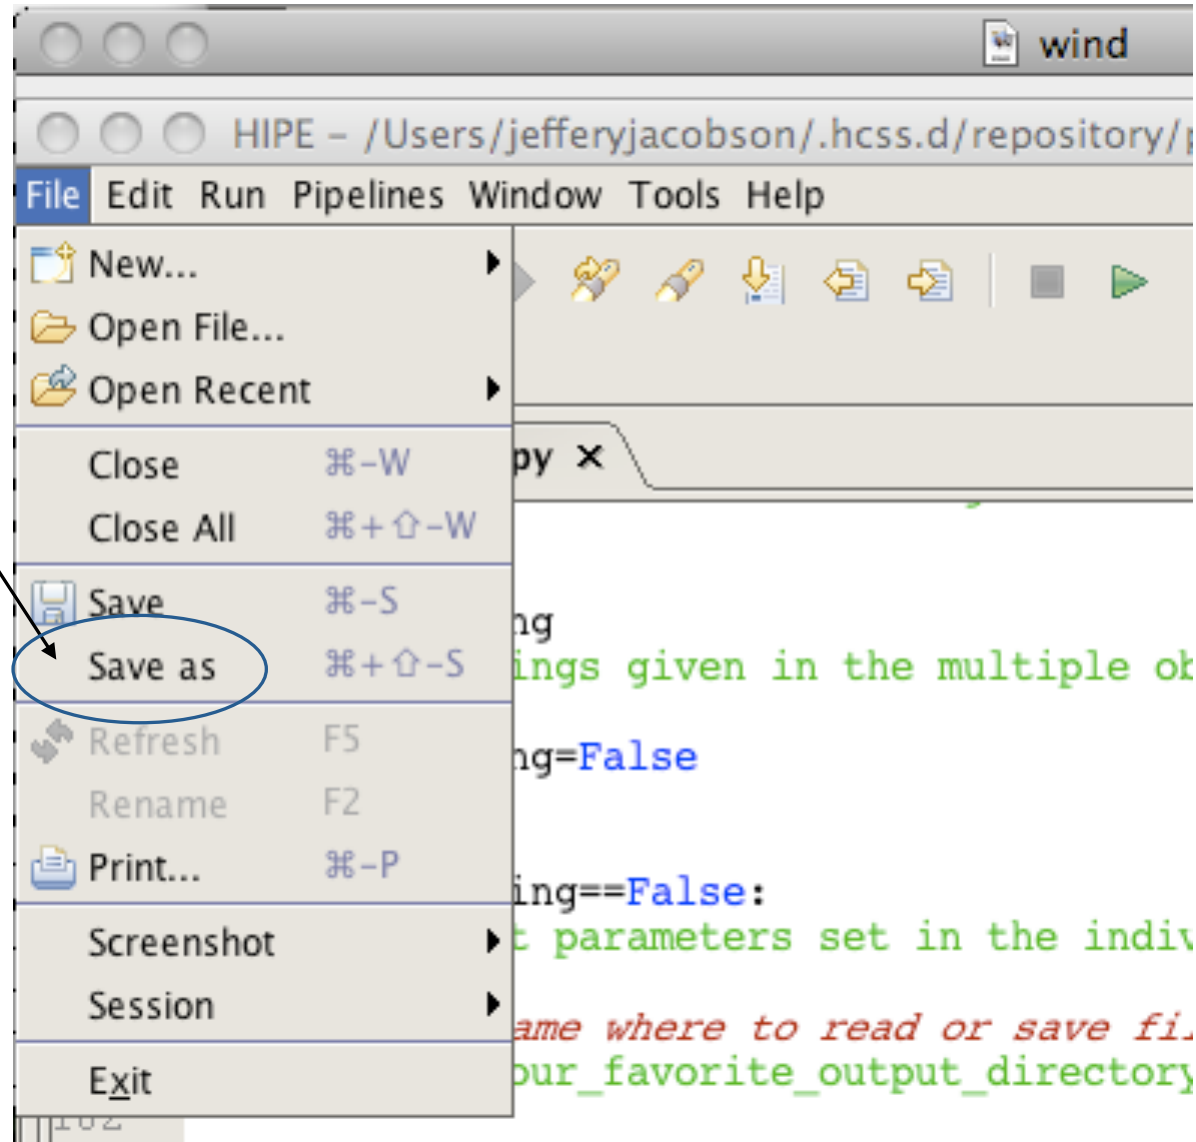 wind
HIPE – /Users/jefferyjacobson/.hcss.d/repository/
File Edit Run Pipelines Window Tools Help
New...
Open File...
Open Recent
py ×
Close ⌘–W
Close All ⌘+⇧–W
Save ⌘–S
ng
Save as ⌘+⇧–S
ings given in the multiple ob
Refresh F5
ng=False
Rename F2
Print... ⌘–P
ing==False:
Screenshot
t parameters set in the indiv
Session
ame where to read or save fil
Exit
our_favorite_output_directory